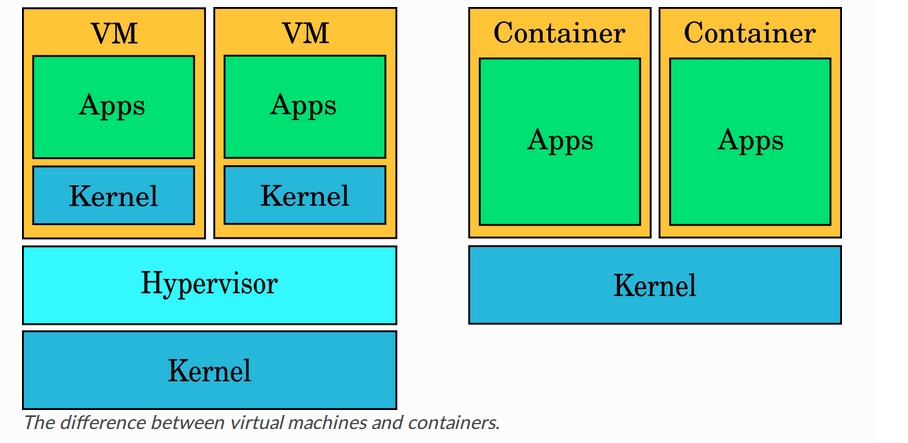 VM
Apps
Kernel
VM
Apps
Kernel
Hypervisor
Kernel
Container
Apps
Container
Apps
Kernel
The difference between virtual machines and containers.